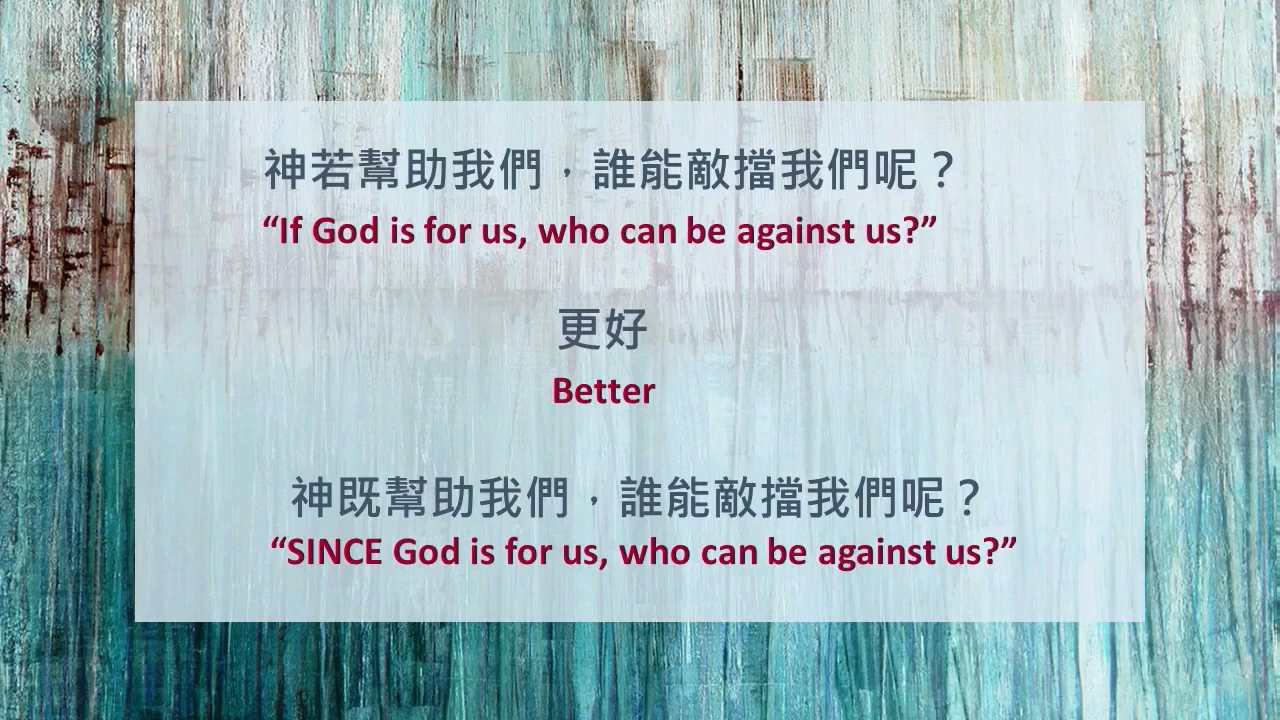 神若幫助我們，誰能敵擋我們呢？
“If God is for us, who can be against us?”
更好
Better
神既幫助我們，誰能敵擋我們呢？
“SINCE God is for us, who can be against us?”